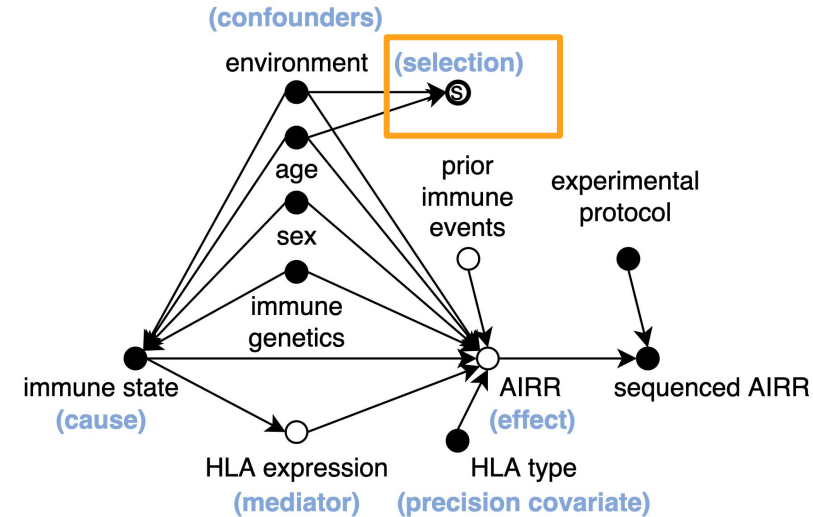 (confounders)
environment
(selection)
S
age
prior
immune
events
experimental
protocol
sex
immune
genetics
immune state
(cause)
AIRR
(effect)
sequenced AIRR
HLA expression
(mediator)
HLA type
(precision covariate)